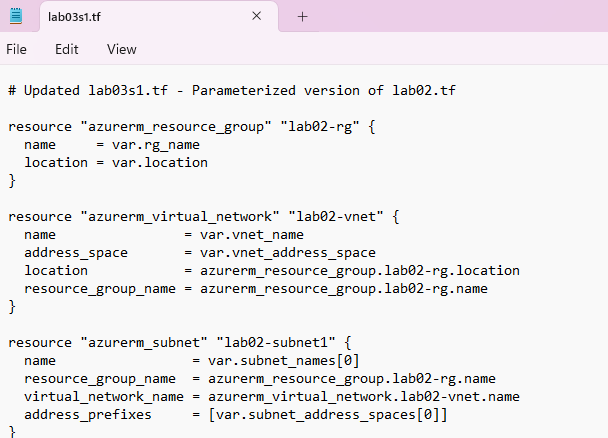 lab03s1.tf
File Edit View
# Updated lab03s1.tf - Parameterized version of lab02.tf
resource "azurerm_resource_group" "lab02-rg" {
  name     = var.rg_name
  location = var.location
}
resource "azurerm_virtual_network" "lab02-vnet" {
  name                = var.vnet_name
  address_space       = var.vnet_address_space
  location            = azurerm_resource_group.lab02-rg.location
  resource_group_name = azurerm_resource_group.lab02-rg.name
}
resource "azurerm_subnet" "lab02-subnet1" {
  name                 = var.subnet_names[0]
  resource_group_name  = azurerm_resource_group.lab02-rg.name
  virtual_network_name = azurerm_virtual_network.lab02-vnet.name
  address_prefixes     = [var.subnet_address_spaces[0]]
}